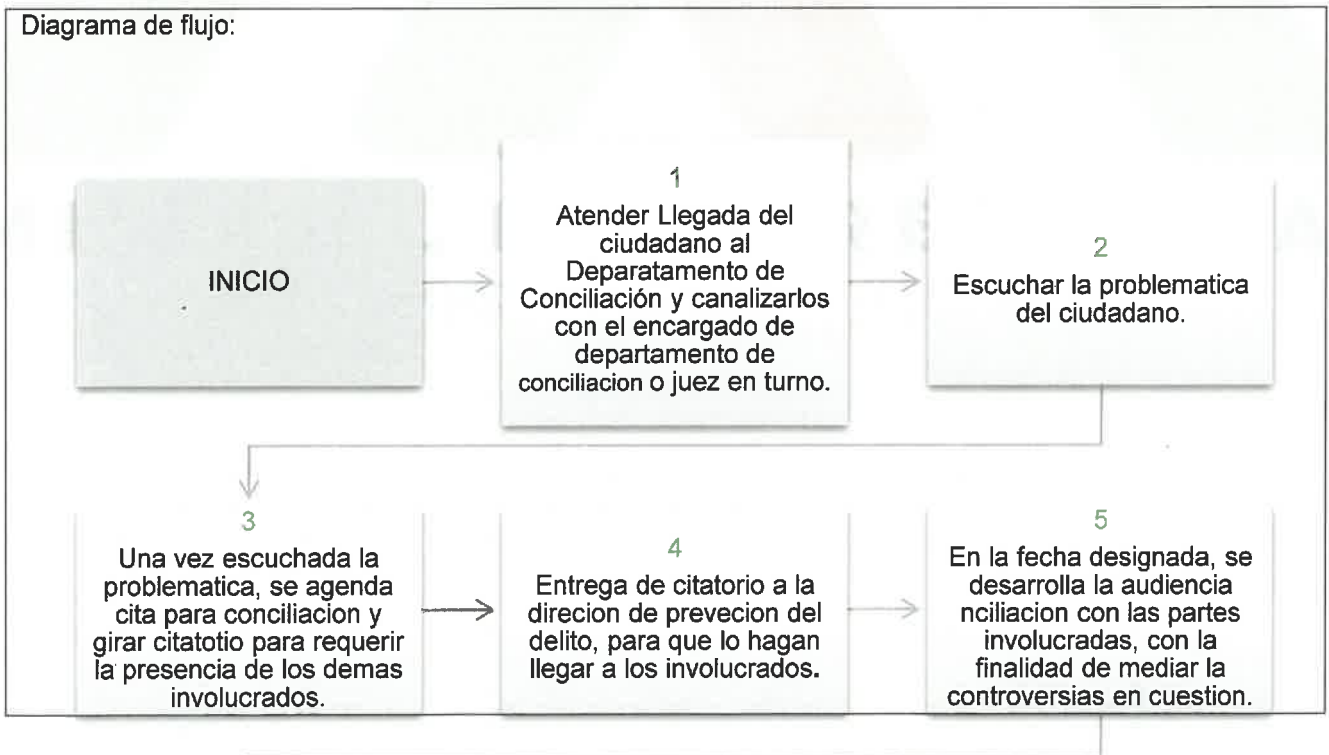 Diagrama de flujo:
INICIO
1
Atender Llegada del
ciudadano al
Deparatamento de
Conciliación y canalizarlos
con el encargado de
departamento de
conciliacion o juez en turno.
2
Escuchar la problematica
del ciudadano.
3
Una vez escuchada la
problematica, se agenda
cita para conciliacion y
girar citatotio para requerir
la presencia de los demas
involucrados.
4
Entrega de citatorio a la
direcion de prevecion del
delito, para que lo hagan
llegar a los involucrados.
5
En la fecha designada, se
desarrolla la audiencia
nciliacion con las partes
involucradas, con la
finalidad de mediar la
controversias en cuestion.